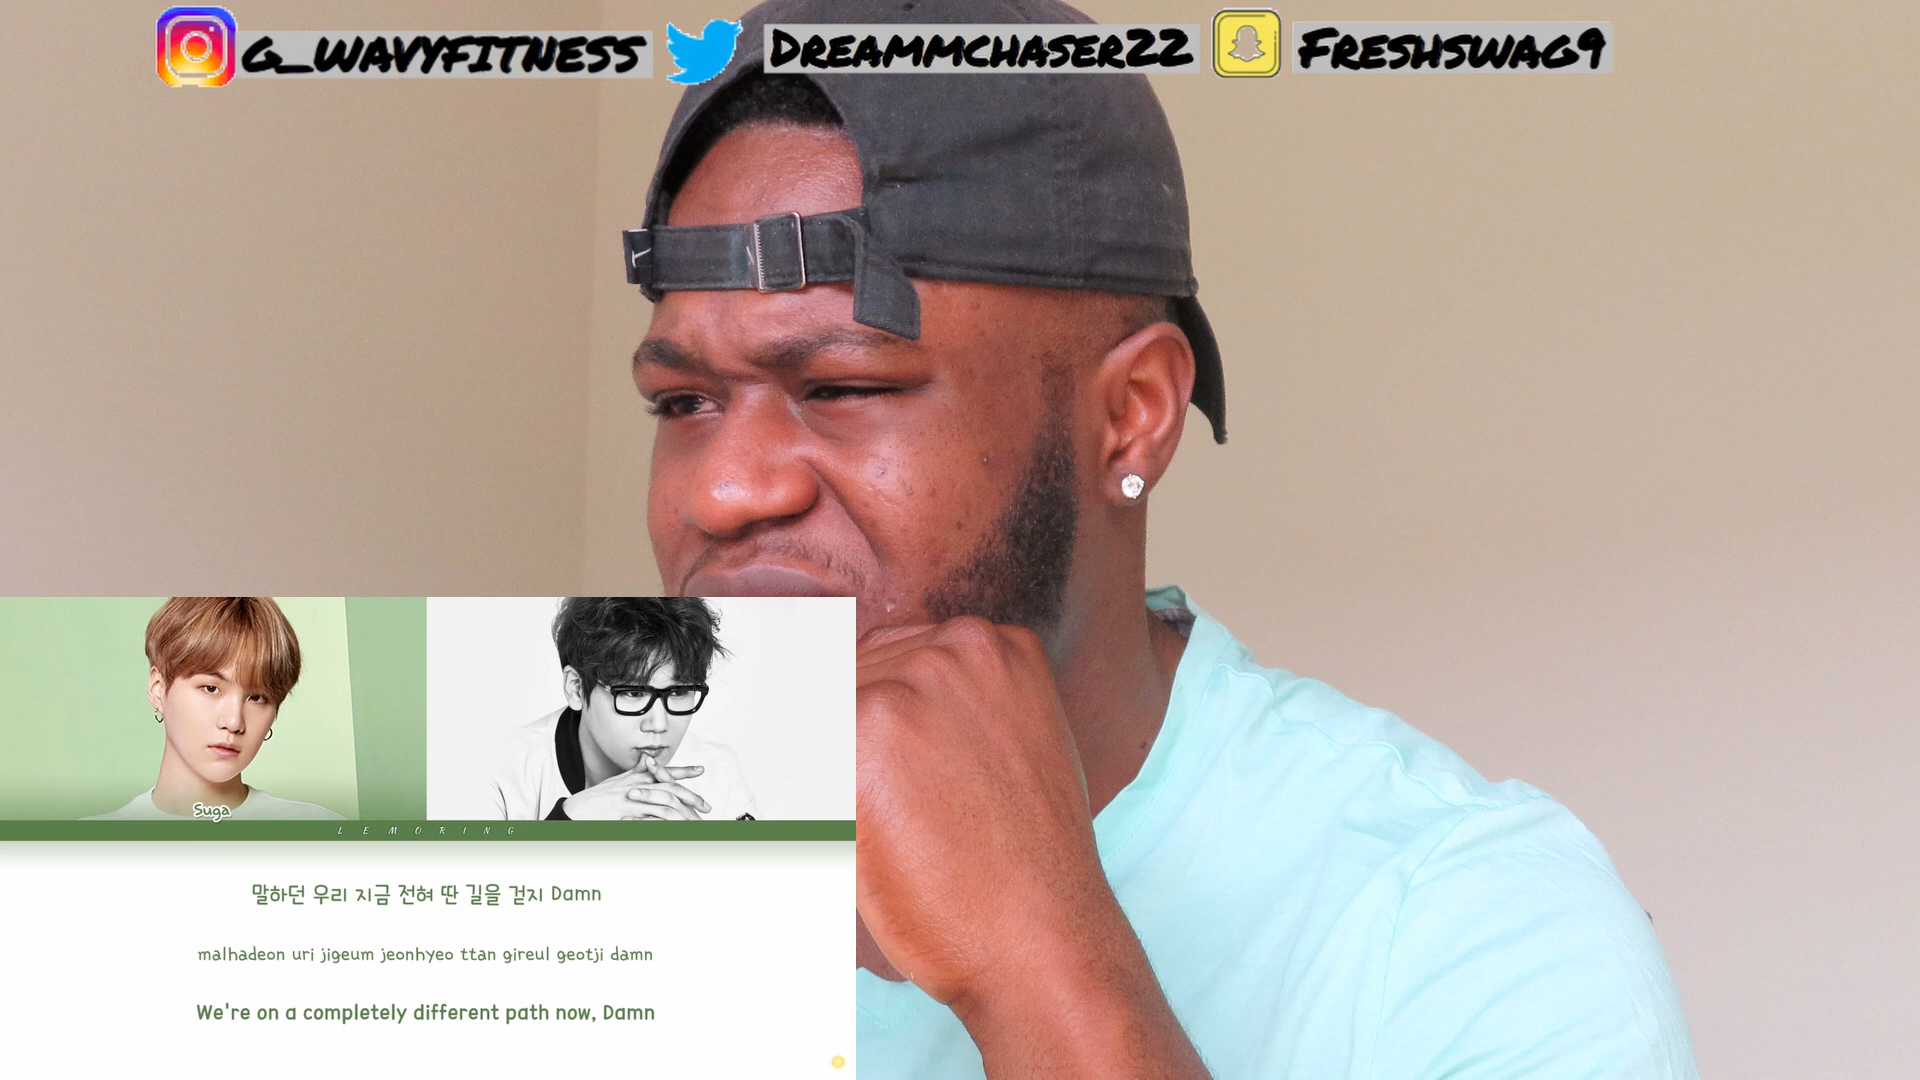 G_WAVYFITNESS DREAMMCHASER22 FRESHSWAG9
Suga
LEMORING
말하던 우리 지금 전혀 딴 길을 걷지 Damn
malhadeon uri jigeum jeonhyeo ttan gireul geotji damn
We're on a completely different path now, Damn